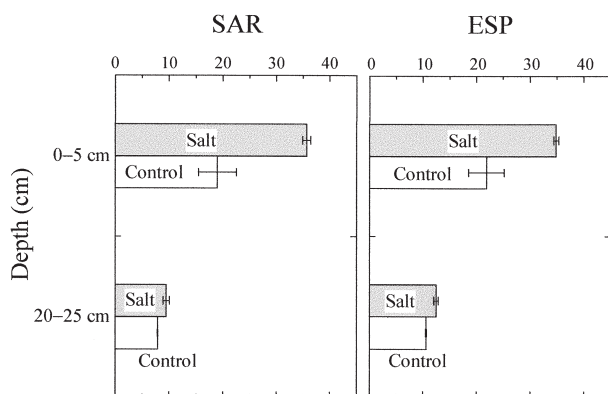 SAR ESP
0 10 20 30 40 0 10 20 30 40
Salt Salt
0–5 cm
Control Control
Depth (cm)
Salt Salt
20–25 cm
Control Control